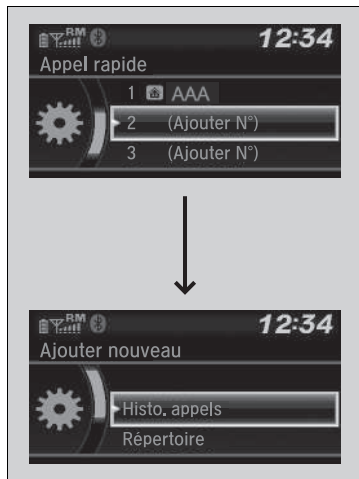 RM 12:34
Appel rapide
1 AAA
2 (Ajouter N°)
3 (Ajouter N°)
RM 12:34
Ajouter nouveau
Histo. appels
Répertoire